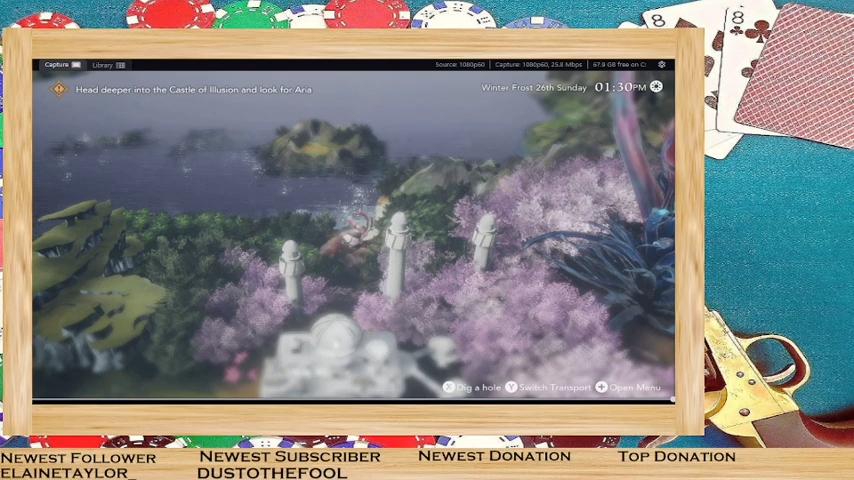 8 8
Capture Library Source: 1080p60 Capture: 1080p60, 25.8 Mbps 67.9 GB free on C:
Head deeper into the Castle of Illusion and look for Aria Winter Frost 26th Sunday 01:30PM
X Dig a hole Y Switch Transport + Open Menu
Newest Follower Newest Subscriber Newest Donation Top Donation
elainetaylor_ dustothefool